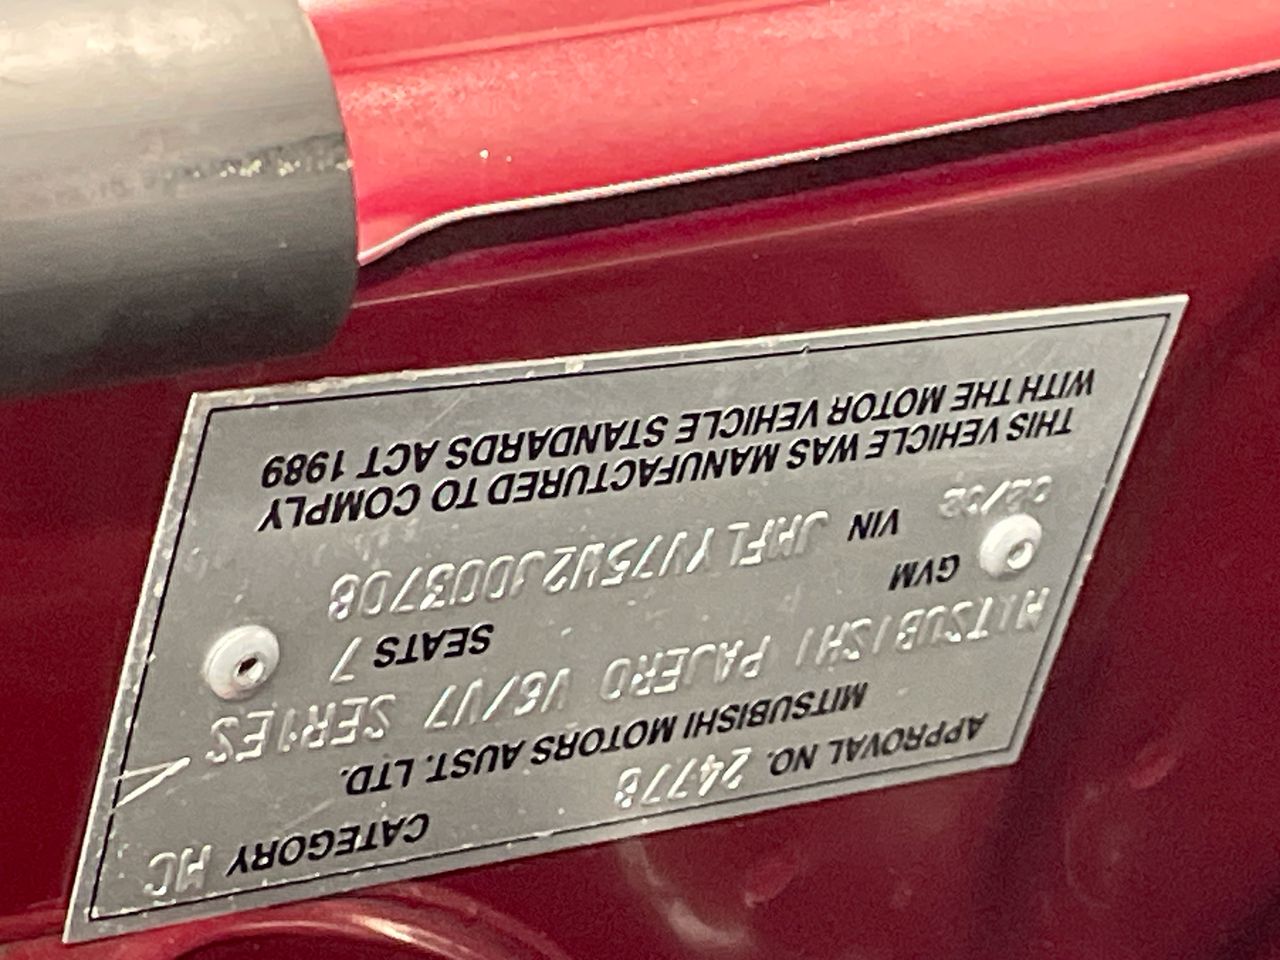 APPROVAL NO. 24778 CATEGORY MC
MITSUBISHI MOTORS AUST. LTD.
MITSUBISHI PAJERO V6/V7 SERIES
GVM SEATS 7
02/02 VIN JMFLYV75W2J003708
THIS VEHICLE WAS MANUFACTURED TO COMPLY
WITH THE MOTOR VEHICLE STANDARDS ACT 1989